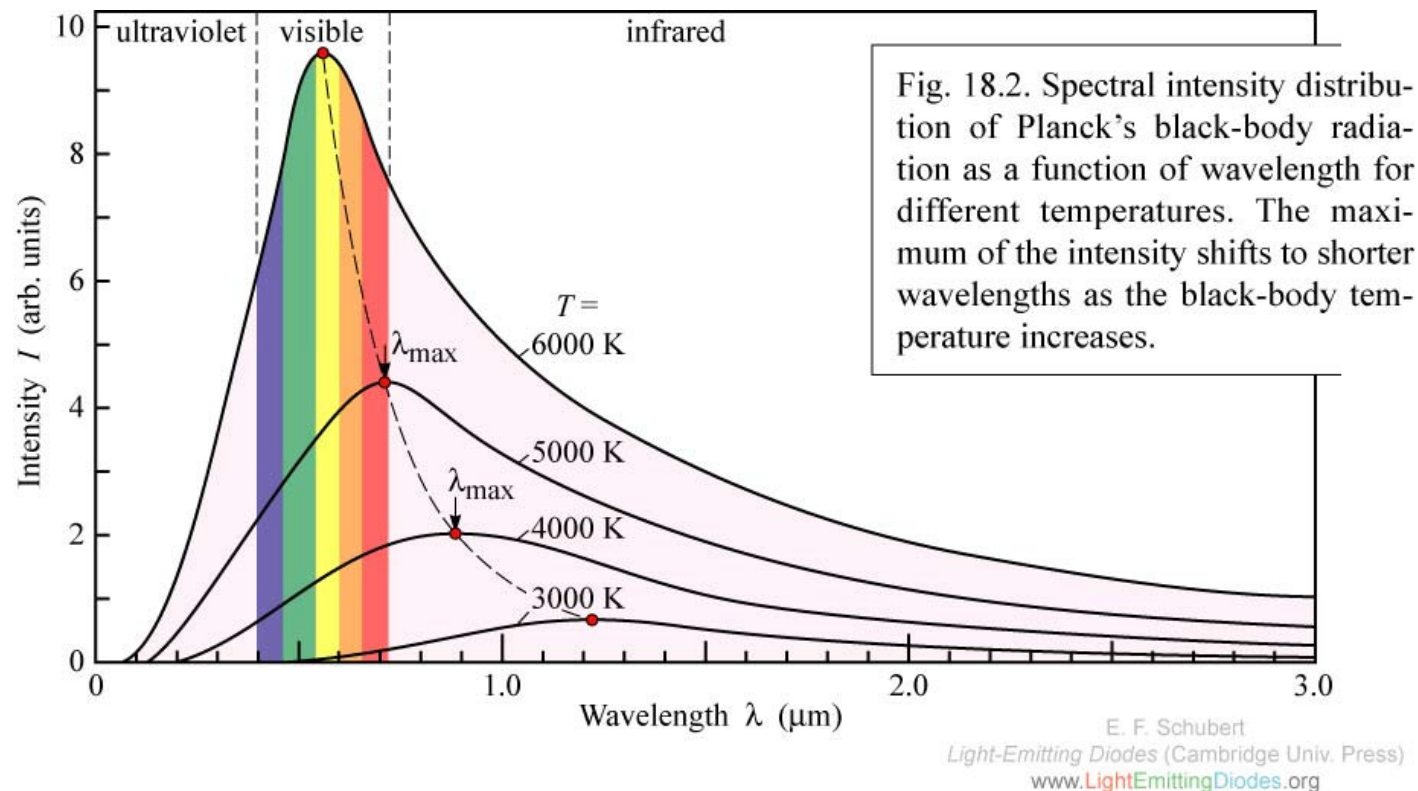 10
ultraviolet
visible
infrared
Fig. 18.2. Spectral intensity distribu-
tion of Planck's black-body radia-
tion as a function of wavelength for
different temperatures. The maxi-
mum of the intensity shifts to shorter
wavelengths as the black-body tem-
perature increases.
8
6
4
2
0
Intensity I (arb. units)
T =
6000 K
λmax
5000 K
λmax
4000 K
3000 K
0
1.0
2.0
3.0
Wavelength λ (μm)
E. F. Schubert
Light-Emitting Diodes (Cambridge Univ. Press)
www.LightEmittingDiodes.org